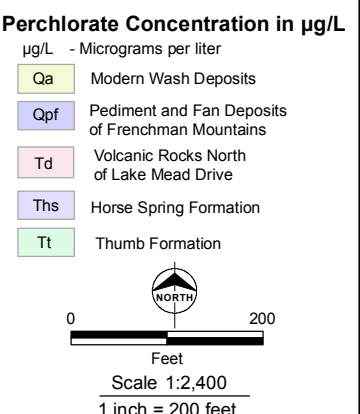 Perchlorate Concentration in µg/L
µg/L - Micrograms per liter
Qa Modern Wash Deposits
Qpf Pediment and Fan Deposits
of Frenchman Mountains
Td Volcanic Rocks North
of Lake Mead Drive
Ths Horse Spring Formation
Tt Thumb Formation
NORTH
0 200
Feet
Scale 1:2,400
1 inch = 200 feet